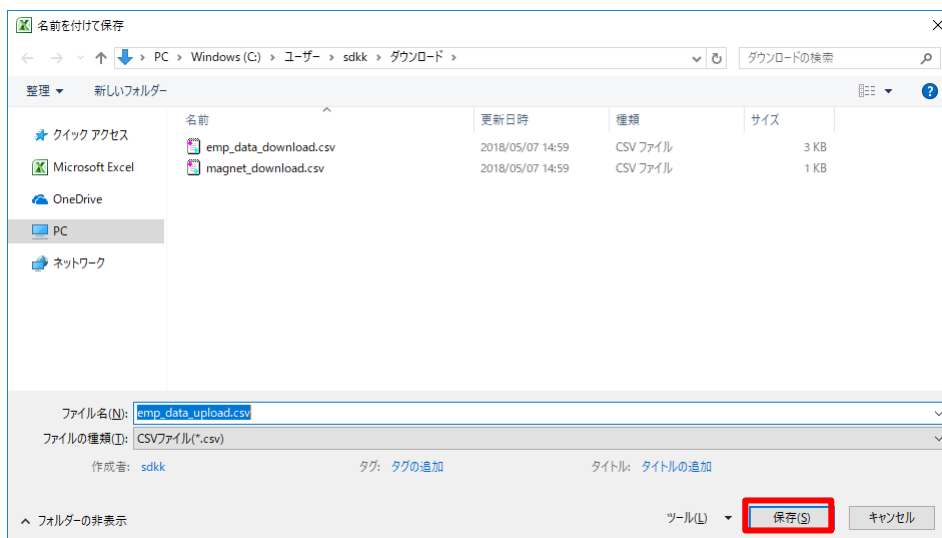 名前を付けて保存
PC › Windows (C:) › ユーザー › sdkk › ダウンロード ›
ダウンロードの検索
整理 新しいフォルダー
名前 更新日時 種類 サイズ
クイック アクセス
emp_data_download.csv 2018/05/07 14:59 CSV ファイル 3 KB
Microsoft Excel
magnet_download.csv 2018/05/07 14:59 CSV ファイル 1 KB
OneDrive
PC
ネットワーク
ファイル名(N): emp_data_upload.csv
ファイルの種類(T): CSVファイル(*.csv)
作成者: sdkk タグ: タグの追加 タイトル: タイトルの追加
フォルダーの非表示 ツール(L) 保存(S) キャンセル